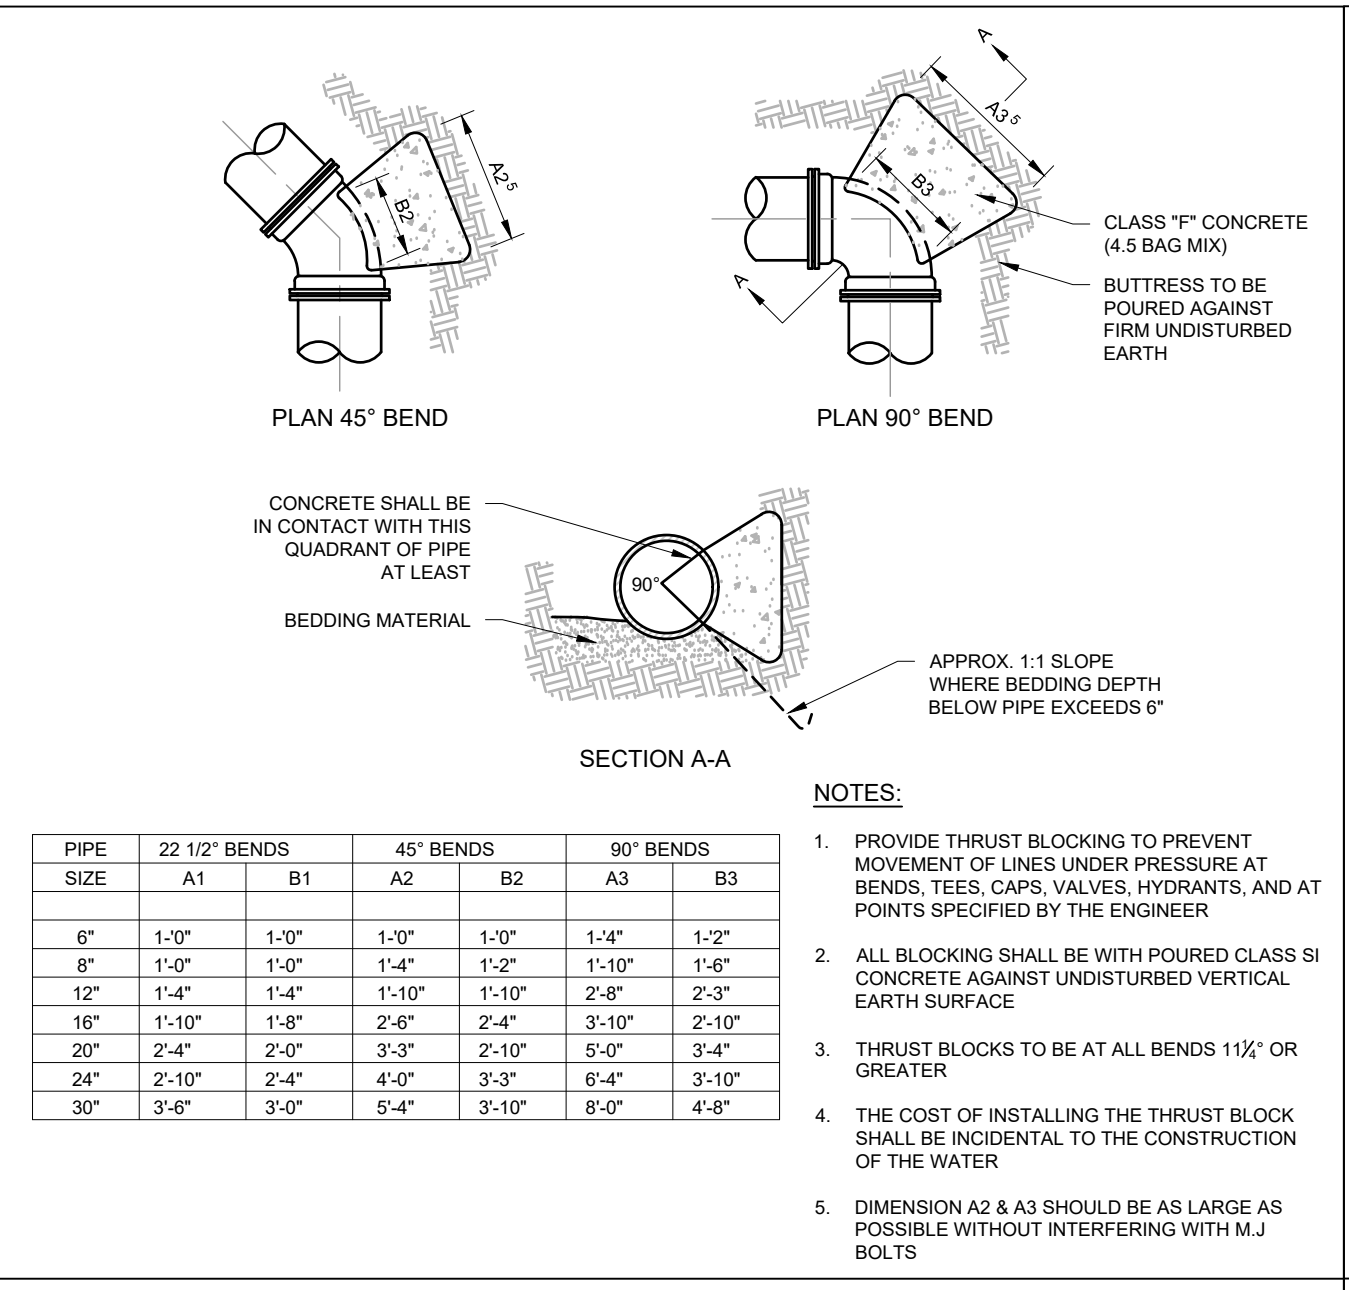 A
A3 5
A2 5
B2
B3
CLASS "F" CONCRETE
(4.5 BAG MIX)
A
BUTTRESS TO BE
POURED AGAINST
FIRM UNDISTURBED
EARTH
PLAN 45° BEND
PLAN 90° BEND
CONCRETE SHALL BE
IN CONTACT WITH THIS
QUADRANT OF PIPE
AT LEAST
90°
BEDDING MATERIAL
APPROX. 1:1 SLOPE
WHERE BEDDING DEPTH
BELOW PIPE EXCEEDS 6"
SECTION A-A
PIPE 22 1/2° BENDS 45° BENDS 90° BENDS
SIZE A1 B1 A2 B2 A3 B3
6" 1-'0" 1-'0" 1-'0" 1-'0" 1-'4" 1-'2"
8" 1'-0" 1'-0" 1'-4" 1'-2" 1'-10" 1'-6"
12" 1'-4" 1'-4" 1'-10" 1'-10" 2'-8" 2'-3"
16" 1'-10" 1'-8" 2'-6" 2'-4" 3'-10" 2'-10"
20" 2'-4" 2'-0" 3'-3" 2'-10" 5'-0" 3'-4"
24" 2'-10" 2'-4" 4'-0" 3'-3" 6'-4" 3'-10"
30" 3'-6" 3'-0" 5'-4" 3'-10" 8'-0" 4'-8"
NOTES:
1. PROVIDE THRUST BLOCKING TO PREVENT
MOVEMENT OF LINES UNDER PRESSURE AT
BENDS, TEES, CAPS, VALVES, HYDRANTS, AND AT
POINTS SPECIFIED BY THE ENGINEER
2. ALL BLOCKING SHALL BE WITH POURED CLASS SI
CONCRETE AGAINST UNDISTURBED VERTICAL
EARTH SURFACE
3. THRUST BLOCKS TO BE AT ALL BENDS 11¼° OR
GREATER
4. THE COST OF INSTALLING THE THRUST BLOCK
SHALL BE INCIDENTAL TO THE CONSTRUCTION
OF THE WATER
5. DIMENSION A2 & A3 SHOULD BE AS LARGE AS
POSSIBLE WITHOUT INTERFERING WITH M.J
BOLTS